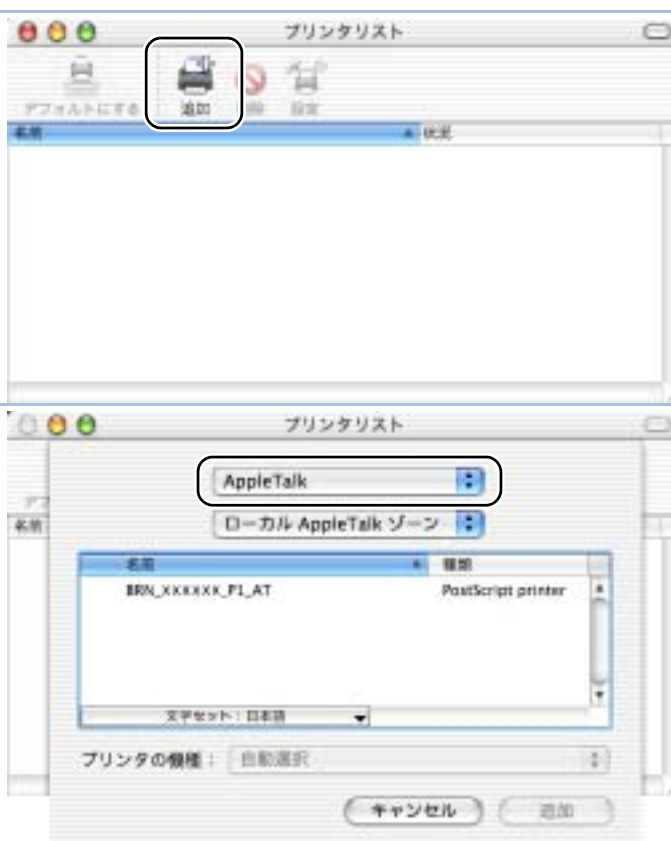 プリンタリスト
デフォルトにする 追加 削除 設定
名前 状況
プリンタリスト
AppleTalk
名前
ローカル AppleTalk ゾーン
名前 種類
BRN_XXXXXX_P1_AT PostScript printer
文字セット：日本語
プリンタの機種： 自動選択
キャンセル 追加